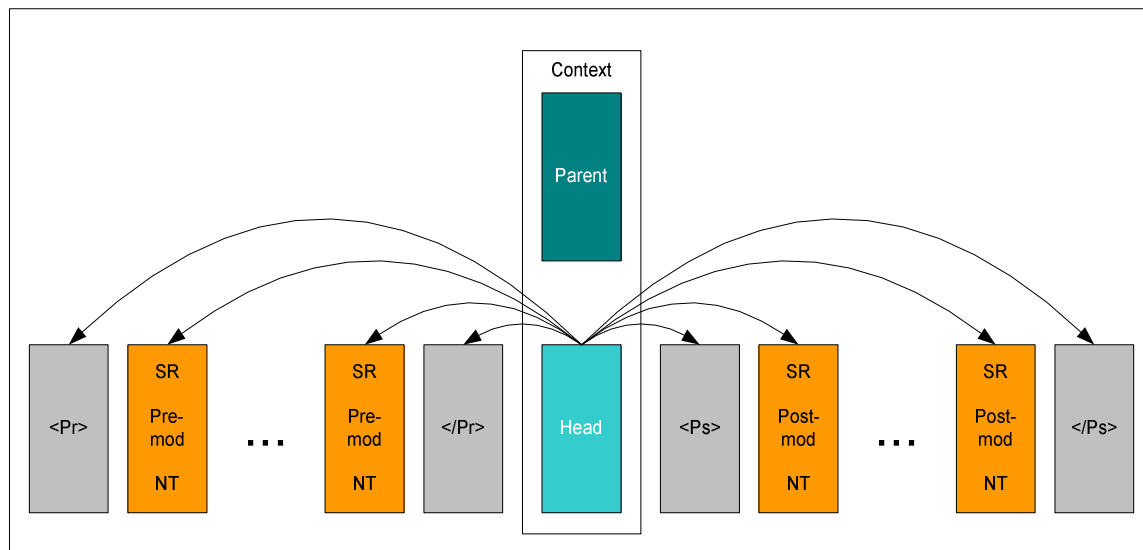 Context
Parent
<Pr>
SR
Pre-
mod
NT
...
SR
Pre-
mod
NT
</Pr>
Head
<Ps>
SR
Post-
mod
NT
...
SR
Post-
mod
NT
</Ps>